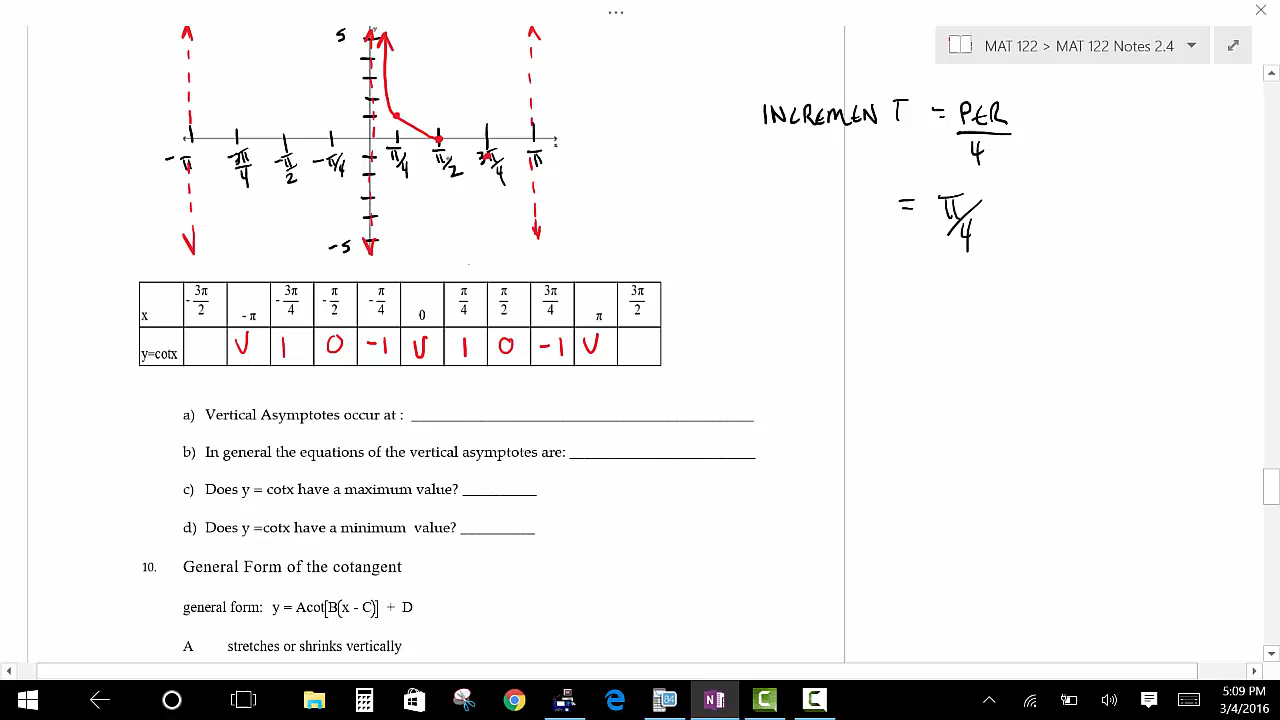 MAT 122 > MAT 122 Notes 2.4
5
y
INCREMENT = PER
4
= π/4
-π -3π/4 -π/2 -π/4 π/4 π/2 3π/4 π
x
-5
x -3π/2 -π -3π/4 -π/2 -π/4 0 π/4 π/2 3π/4 π 3π/2
y=cotx U 1 0 -1 U 1 0 -1 U
a) Vertical Asymptotes occur at : ____________
b) In general the equations of the vertical asymptotes are: ____________
c) Does y = cotx have a maximum value? __________
d) Does y =cotx have a minimum value? __________
10. General Form of the cotangent
general form: y = Acot[B(x - C)] + D
A stretches or shrinks vertically
5:09 PM
3/4/2016